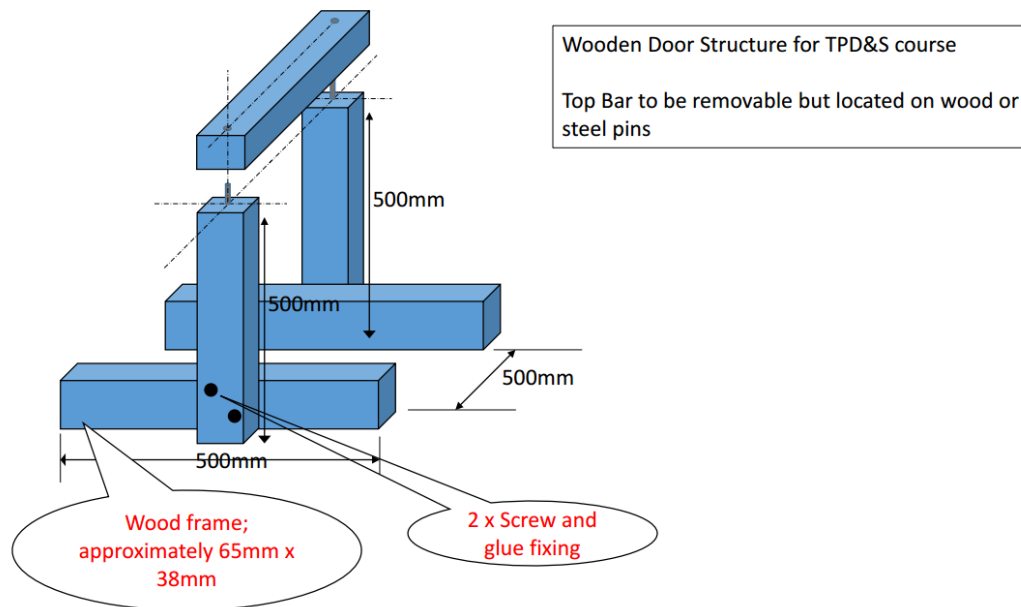 Wooden Door Structure for TPD&S course
Top Bar to be removable but located on wood or
steel pins
500mm
500mm
500mm
500mm
Wood frame;
approximately 65mm x
38mm
2 x Screw and
glue fixing